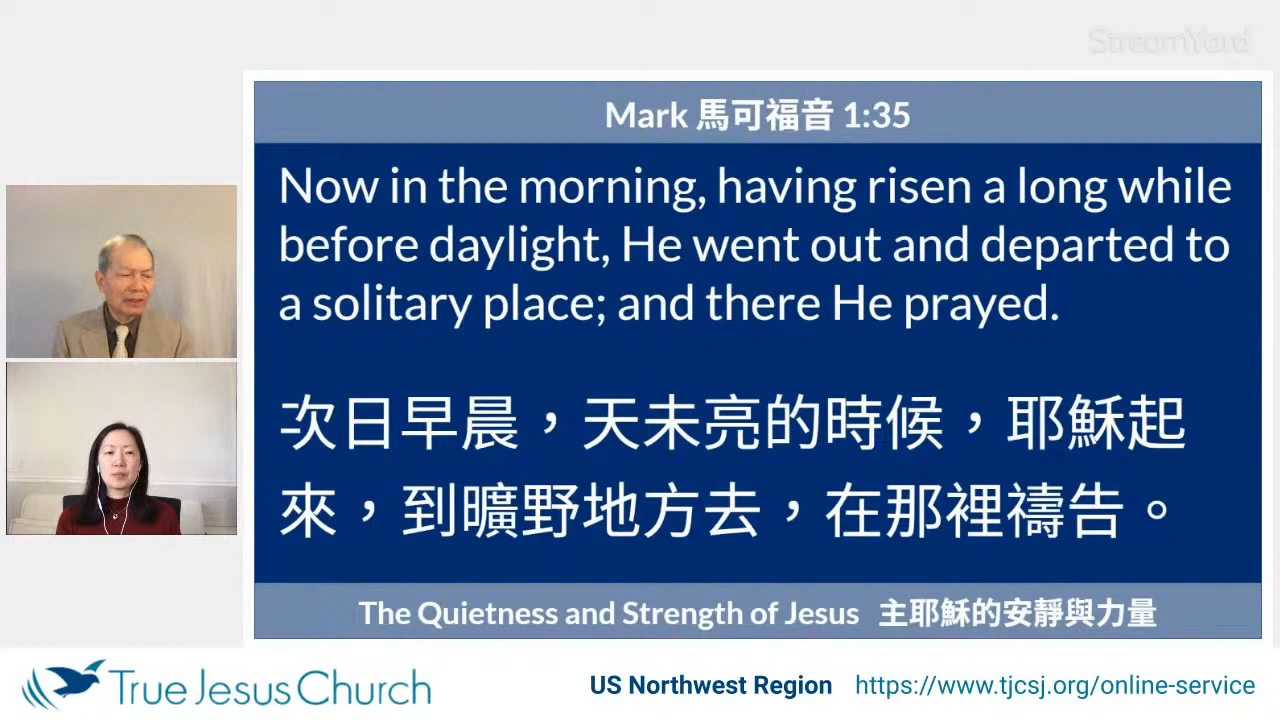 StreamYard
Mark 馬可福音 1:35
Now in the morning, having risen a long while
before daylight, He went out and departed to
a solitary place; and there He prayed.
次日早晨，天未亮的時候，耶穌起
來，到曠野地方去，在那裡禱告。
The Quietness and Strength of Jesus 主耶穌的安靜與力量
True Jesus Church
US Northwest Region https://www.tjcsj.org/online-service